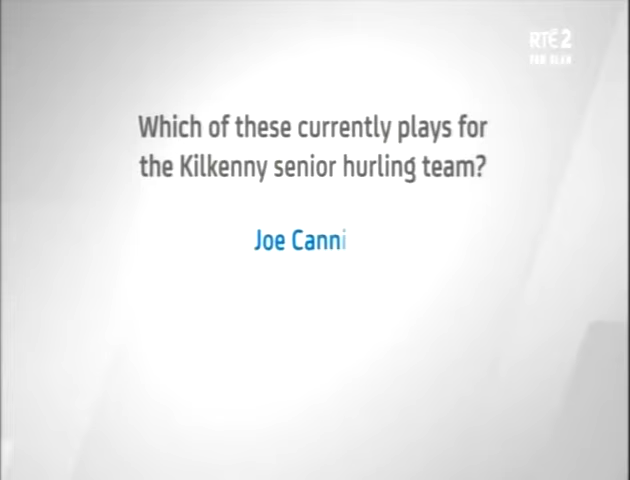 RTÉ 2
Which of these currently plays for
the Kilkenny senior hurling team?
Joe Canni